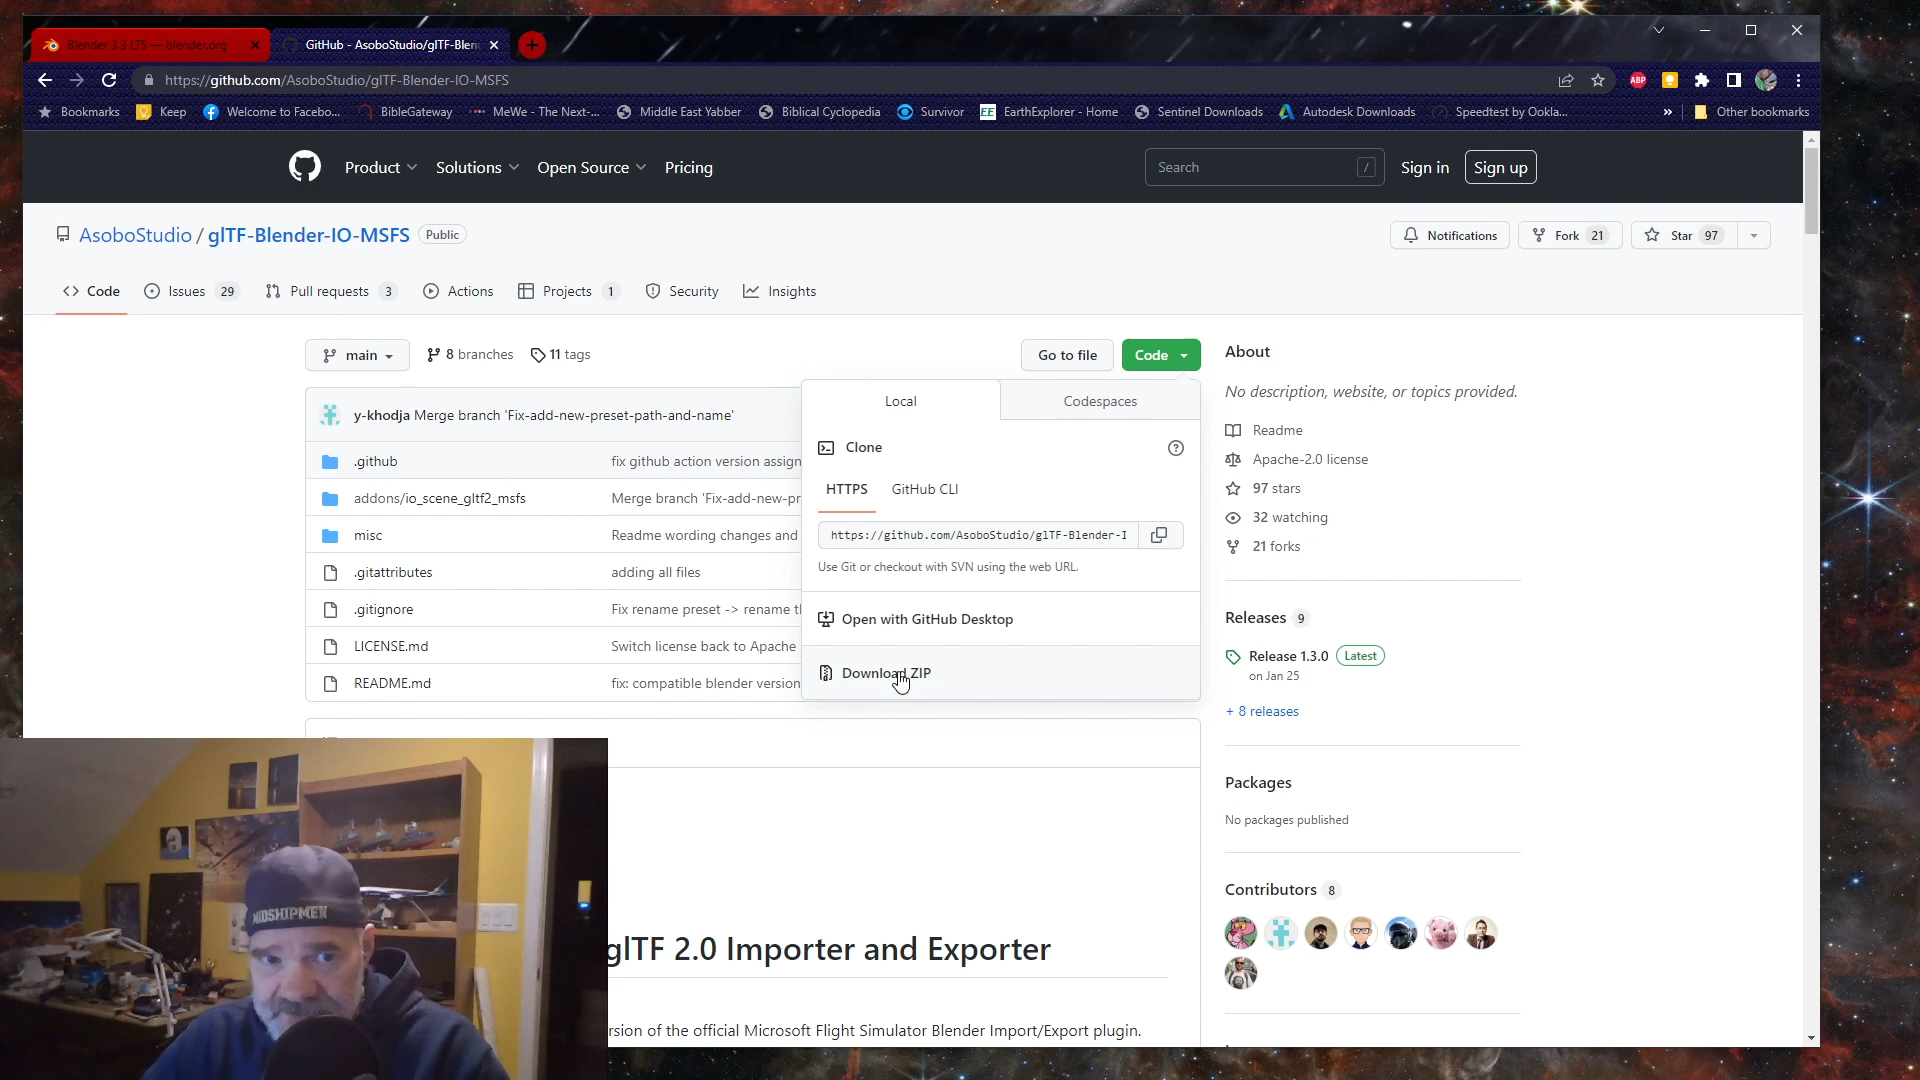 Blender 3.3 LTS — blender.org
GitHub - AsoboStudio/glTF-Blen
https://github.com/AsoboStudio/glTF-Blender-IO-MSFS
ABP
Bookmarks Keep Welcome to Facebo... BibleGateway MeWe - The Next-... Middle East Yabber Biblical Cyclopedia Survivor EE EarthExplorer - Home Sentinel Downloads Autodesk Downloads Speedtest by Ookla... » Other bookmarks
Product Solutions Open Source Pricing Search / Sign in Sign up
AsoboStudio / glTF-Blender-IO-MSFS Public
Notifications Fork 21 Star 97
Code Issues 29 Pull requests 3 Actions Projects 1 Security Insights
main 8 branches 11 tags Go to file Code
y-khodja Merge branch 'Fix-add-new-preset-path-and-name'
.github fix github action version assign
addons/io_scene_gltf2_msfs Merge branch 'Fix-add-new-pr
misc Readme wording changes and
.gitattributes adding all files
.gitignore Fix rename preset -> rename t
LICENSE.md Switch license back to Apache
README.md fix: compatible blender version
Local Codespaces
Clone
HTTPS GitHub CLI
https://github.com/AsoboStudio/glTF-Blender-I
Use Git or checkout with SVN using the web URL.
Open with GitHub Desktop
Download ZIP
About
No description, website, or topics provided.
Readme
Apache-2.0 license
97 stars
32 watching
21 forks
Releases 9
Release 1.3.0 Latest
on Jan 25
+ 8 releases
Packages
No packages published
Contributors 8
glTF 2.0 Importer and Exporter
rsion of the official Microsoft Flight Simulator Blender Import/Export plugin.
MIDSHIPMEN